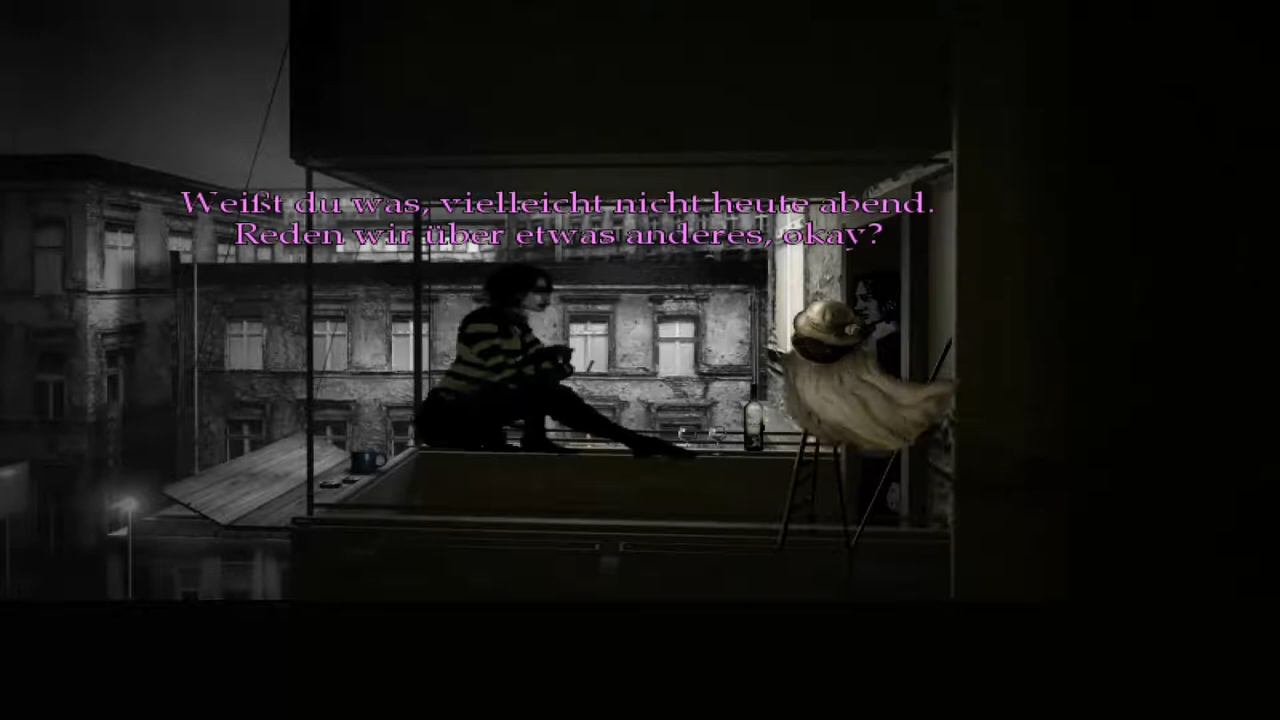 Weißt du was, vielleicht nicht heute abend.
Reden wir über etwas anderes, okay?